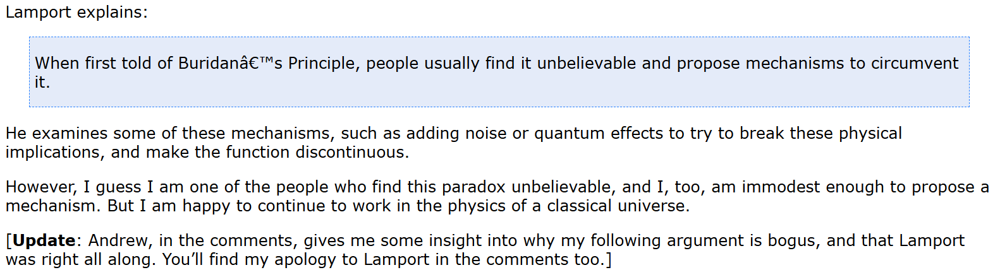 Lamport explains:
When first told of Buridanâ€™s Principle, people usually find it unbelievable and propose mechanisms to circumvent
it.
He examines some of these mechanisms, such as adding noise or quantum effects to try to break these physical
implications, and make the function discontinuous.
However, I guess I am one of the people who find this paradox unbelievable, and I, too, am immodest enough to propose a
mechanism. But I am happy to continue to work in the physics of a classical universe.
[Update: Andrew, in the comments, gives me some insight into why my following argument is bogus, and that Lamport
was right all along. You’ll find my apology to Lamport in the comments too.]